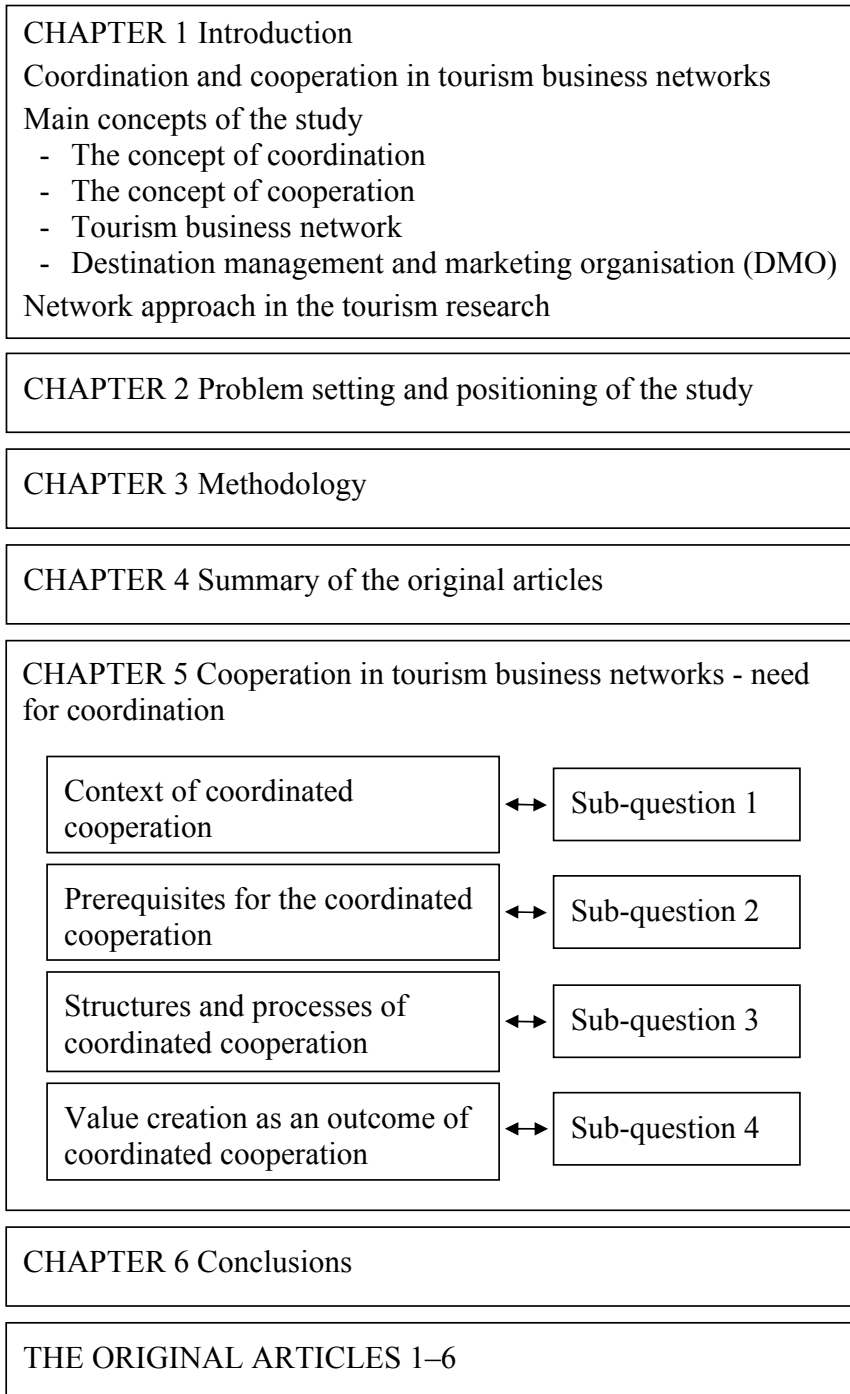 CHAPTER 1 Introduction
Coordination and cooperation in tourism business networks
Main concepts of the study
- The concept of coordination
- The concept of cooperation
- Tourism business network
- Destination management and marketing organisation (DMO)
Network approach in the tourism research
CHAPTER 2 Problem setting and positioning of the study
CHAPTER 3 Methodology
CHAPTER 4 Summary of the original articles
CHAPTER 5 Cooperation in tourism business networks - need
for coordination
Context of coordinated
cooperation
Sub-question 1
Prerequisites for the coordinated
cooperation
Sub-question 2
Structures and processes of
coordinated cooperation
Sub-question 3
Value creation as an outcome of
coordinated cooperation
Sub-question 4
CHAPTER 6 Conclusions
THE ORIGINAL ARTICLES 1–6